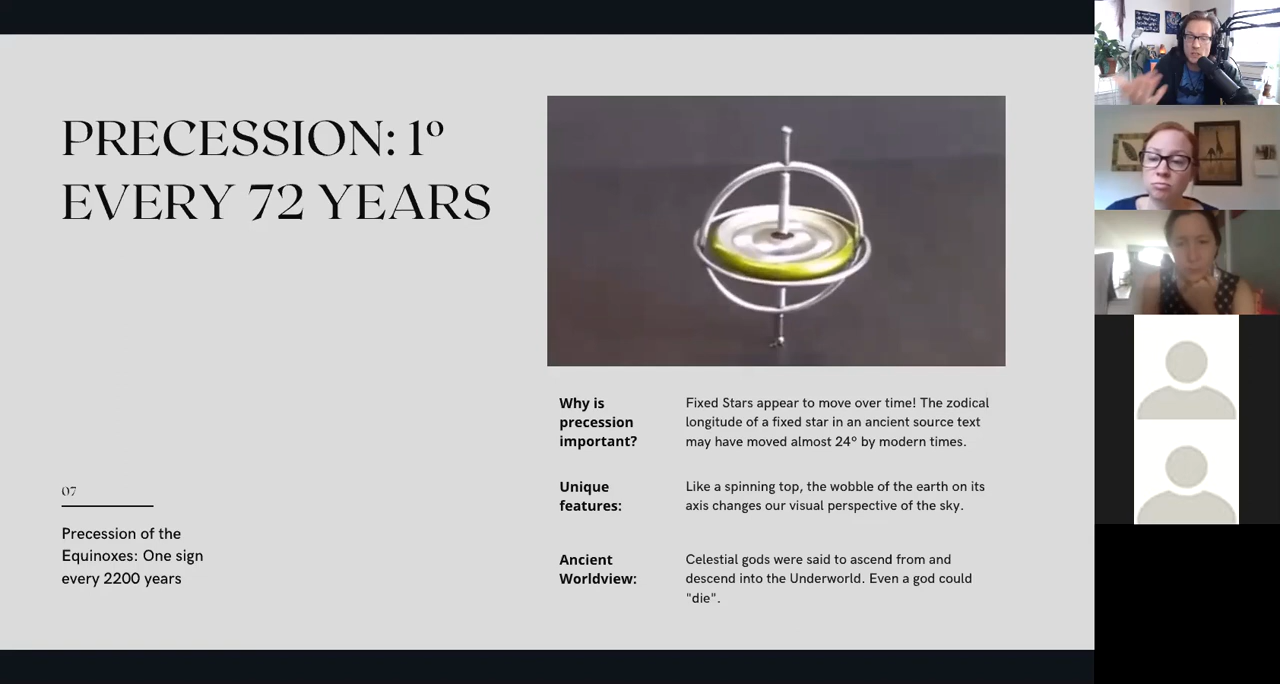 PRECESSION: 1º
EVERY 72 YEARS
Why is
precession
important?
Fixed Stars appear to move over time! The zodical
longitude of a fixed star in an ancient source text
may have moved almost 24º by modern times.
Unique
features:
Like a spinning top, the wobble of the earth on its
axis changes our visual perspective of the sky.
Ancient
Worldview:
Celestial gods were said to ascend from and
descend into the Underworld. Even a god could
"die".
07
Precession of the
Equinoxes: One sign
every 2200 years